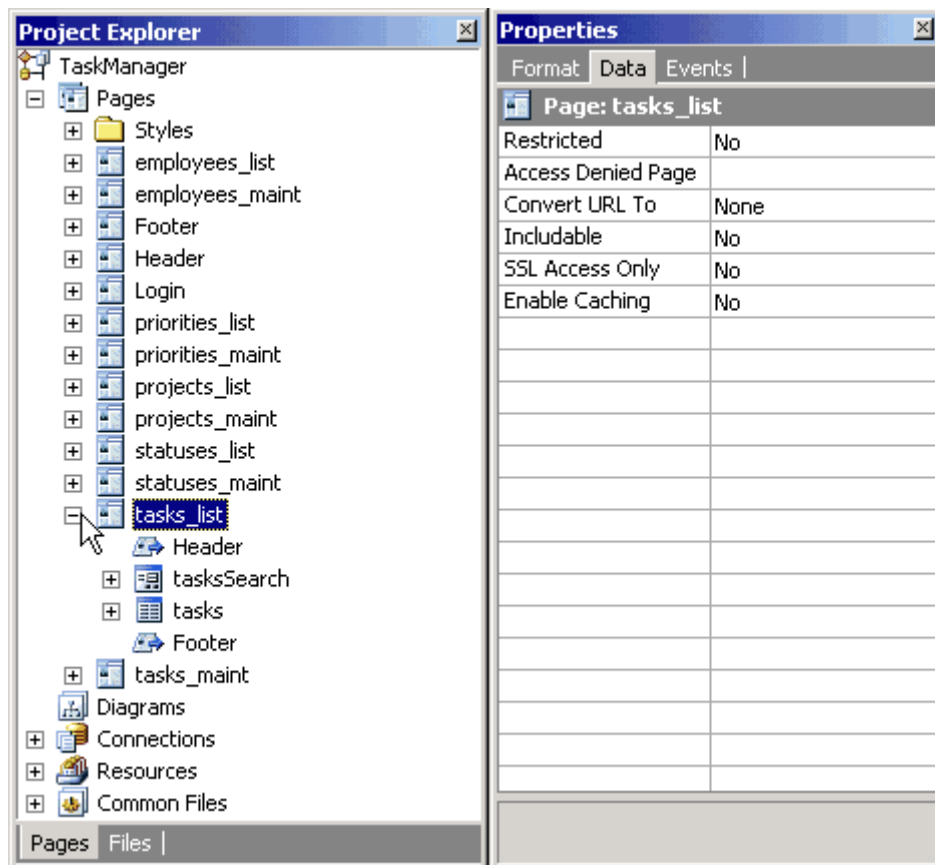 Project Explorer
TaskManager
Pages
Styles
employees_list
employees_maint
Footer
Header
Login
priorities_list
priorities_maint
projects_list
projects_maint
statuses_list
statuses_maint
tasks_list
Header
tasksSearch
tasks
Footer
tasks_maint
Diagrams
Connections
Resources
Common Files
Pages Files
Properties
Format Data Events
Page: tasks_list
Restricted No
Access Denied Page
Convert URL To None
Includable No
SSL Access Only No
Enable Caching No